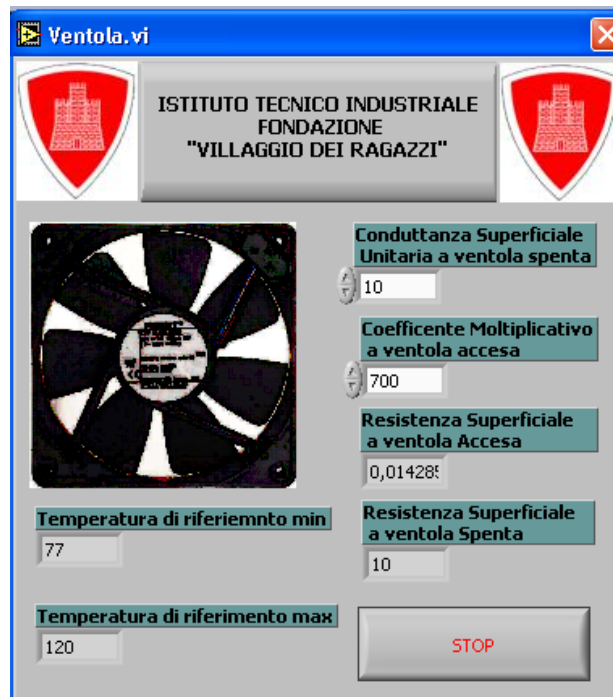 Ventola.vi
ISTITUTO TECNICO INDUSTRIALE
FONDAZIONE
"VILLAGGIO DEI RAGAZZI"
Conduttanza Superficiale
Unitaria a ventola spenta
10
Coefficente Moltiplicativo
a ventola accesa
700
Resistenza Superficiale
a ventola Accesa
0,01428
Resistenza Superficiale
a ventola Spenta
10
Temperatura di riferiemnto min
77
Temperatura di riferimento max
120
STOP